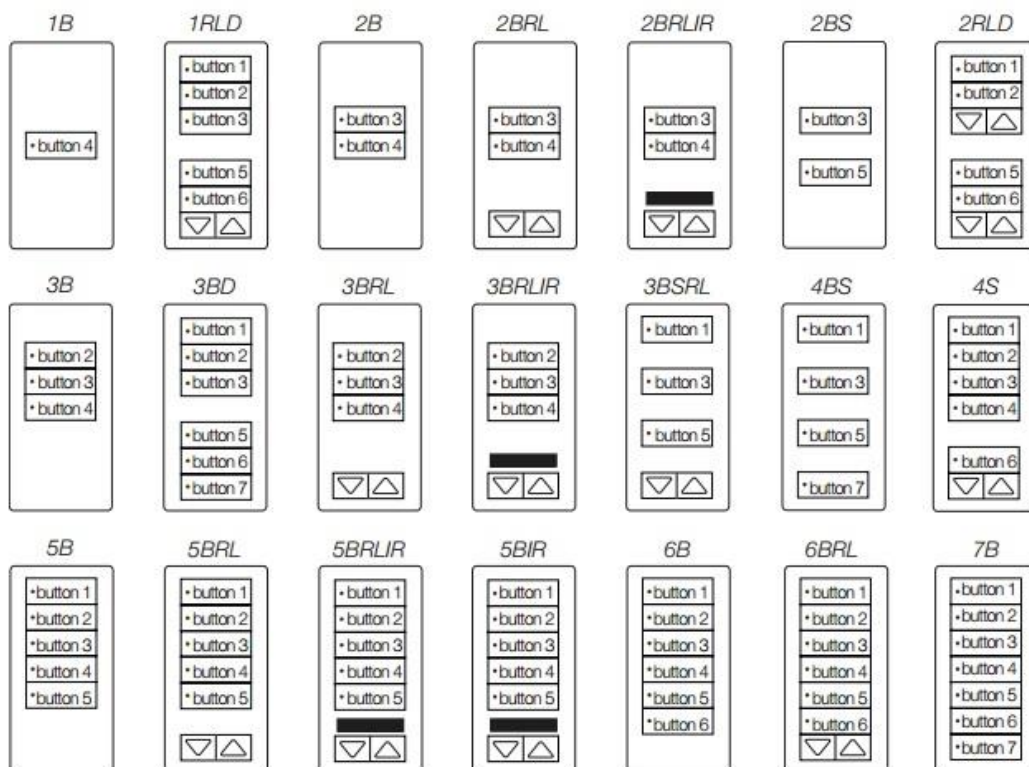 1B
1RLD
2B
2BRL
2BRLIR
2BS
2RLD
•button 4
•button 1
•button 2
•button 3
•button 5
•button 6
•button 3
•button 4
•button 3
•button 4
•button 3
•button 4
•button 3
•button 5
•button 1
•button 2
•button 5
•button 6
3B
3BD
3BRL
3BRLIR
3BSRL
4BS
4S
•button 2
•button 3
•button 4
•button 1
•button 2
•button 3
•button 5
•button 6
•button 7
•button 2
•button 3
•button 4
•button 2
•button 3
•button 4
•button 1
•button 3
•button 5
•button 1
•button 3
•button 5
•button 7
•button 1
•button 2
•button 3
•button 4
•button 6
5B
5BRL
5BRLIR
5BIR
6B
6BRL
7B
•button 1
•button 2
•button 3
•button 4
•button 5
•button 1
•button 2
•button 3
•button 4
•button 5
•button 1
•button 2
•button 3
•button 4
•button 5
•button 1
•button 2
•button 3
•button 4
•button 5
•button 1
•button 2
•button 3
•button 4
•button 5
•button 6
•button 1
•button 2
•button 3
•button 4
•button 5
•button 6
•button 1
•button 2
•button 3
•button 4
•button 5
•button 6
•button 7